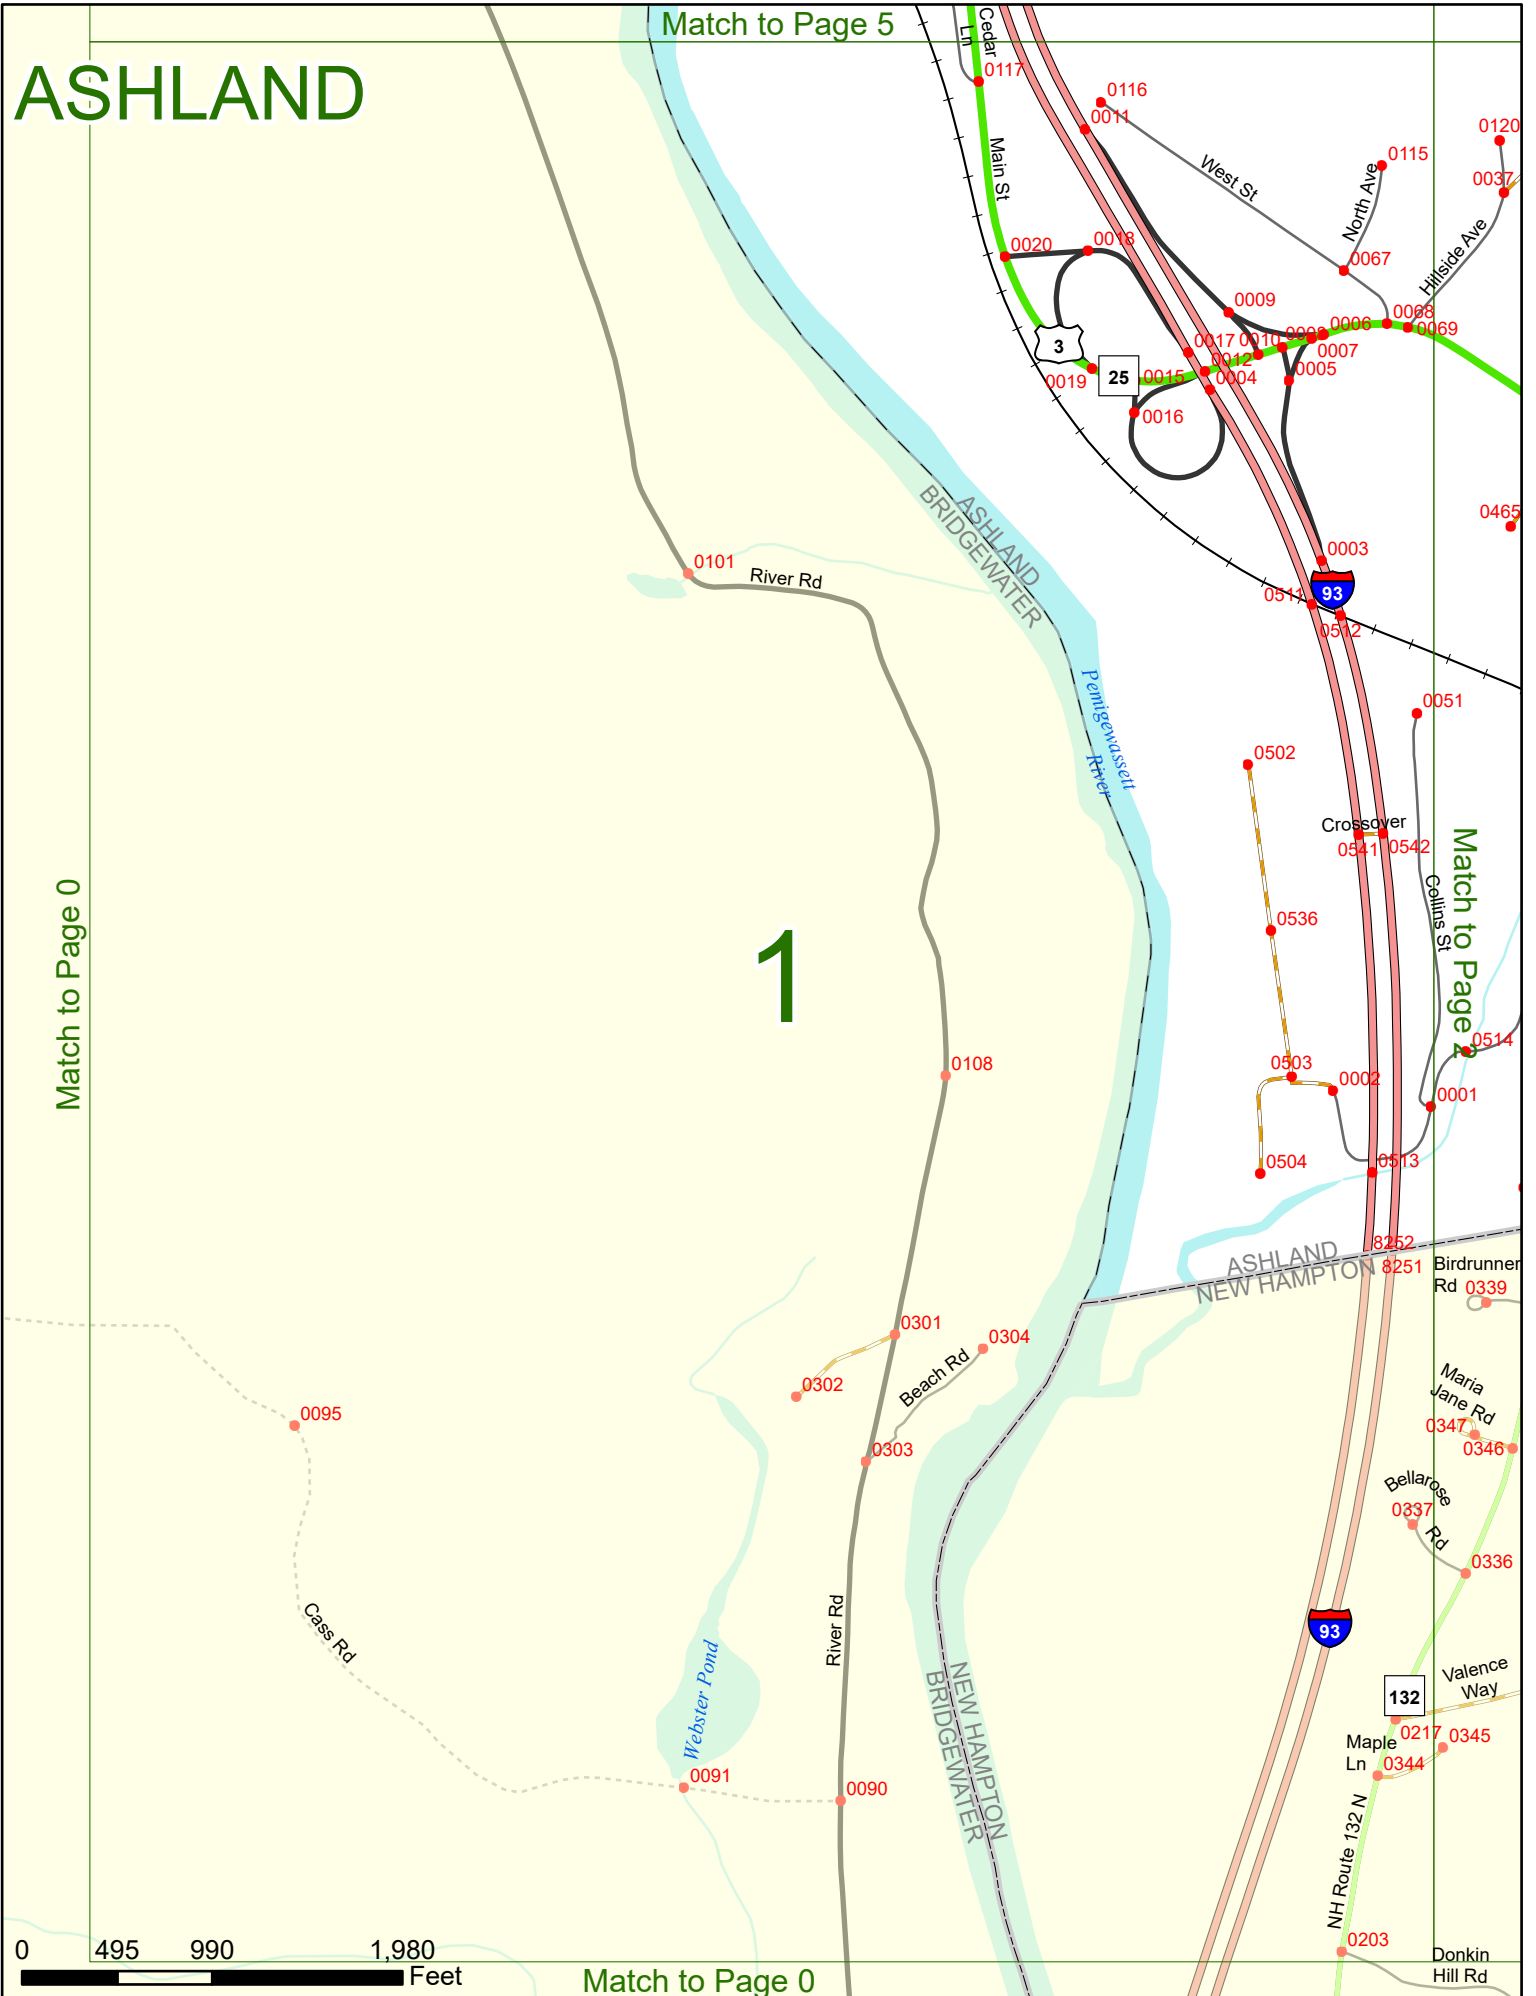 Match to Page 5
ASHLAND
Cedar
Ln
0117
0116
0011
0120
Main St
West St
North Ave
0115
0037
Hillside Ave
0020
0018
0067
0009
0068
0069
0006
3
0017
0010
0008
0007
0012
0019
25
0015
0004
0005
0016
ASHLAND
BRIDGEWATER
0465
0101
River Rd
0003
93
0511
0512
Pemigewassett
River
0051
0502
Crossover
0541
0542
Match to Page 2
Collins St
Match to Page 0
1
0536
0514
0108
0503
0002
0001
0504
0513
ASHLAND
NEW HAMPTON
8252
8251
Birdrunner
Rd
0339
0301
0304
0302
Beach Rd
Maria
Jane Rd
0095
0347
0346
0303
Bellarose
Rd
0337
0336
Cass Rd
River Rd
93
Webster Pond
NEW HAMPTON
BRIDGEWATER
Valence
Way
132
0217
0345
Maple
Ln
0344
0091
0090
NH Route 132 N
0203
Donkin
Hill Rd
0
495
990
1,980
Feet
Match to Page 0